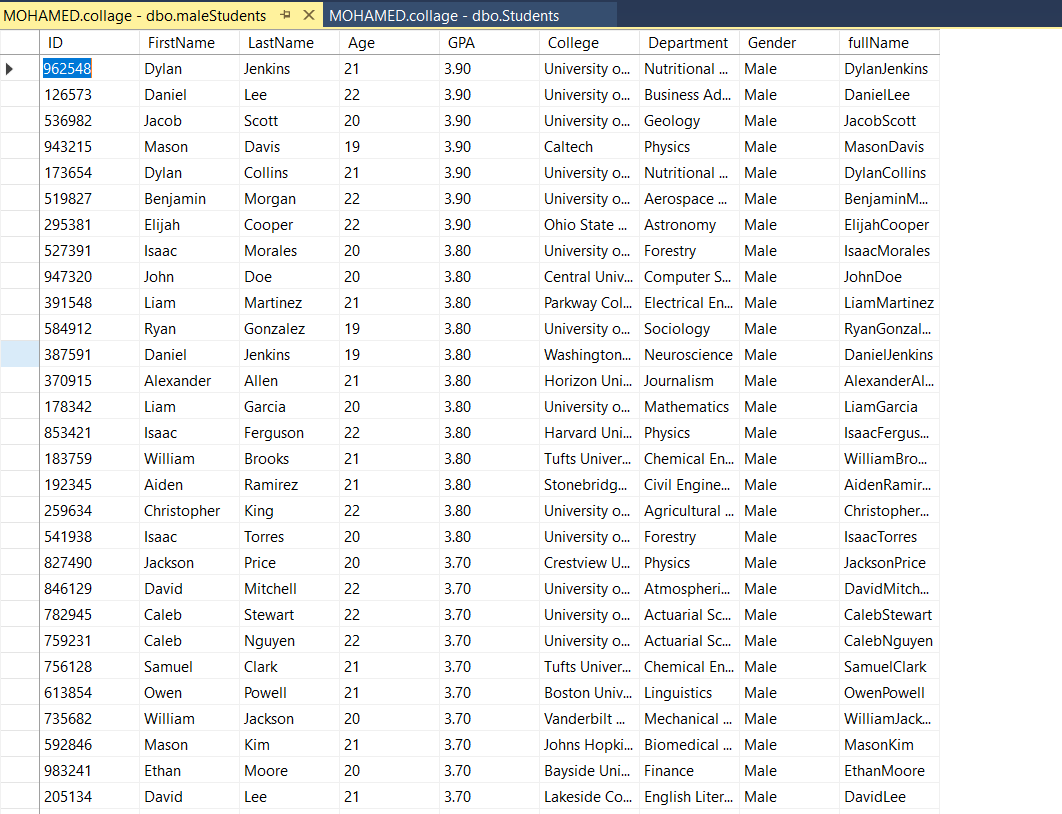 MOHAMED.collage - dbo.maleStudents MOHAMED.collage - dbo.Students
ID FirstName LastName Age GPA College Department Gender fullName
962548 Dylan Jenkins 21 3.90 University o... Nutritional ... Male DylanJenkins
126573 Daniel Lee 22 3.90 University o... Business Ad... Male DanielLee
536982 Jacob Scott 20 3.90 University o... Geology Male JacobScott
943215 Mason Davis 19 3.90 Caltech Physics Male MasonDavis
173654 Dylan Collins 21 3.90 University o... Nutritional ... Male DylanCollins
519827 Benjamin Morgan 22 3.90 University o... Aerospace ... Male BenjaminM...
295381 Elijah Cooper 22 3.90 Ohio State ... Astronomy Male ElijahCooper
527391 Isaac Morales 20 3.80 University o... Forestry Male IsaacMorales
947320 John Doe 20 3.80 Central Univ... Computer S... Male JohnDoe
391548 Liam Martinez 21 3.80 Parkway Col... Electrical En... Male LiamMartinez
584912 Ryan Gonzalez 19 3.80 University o... Sociology Male RyanGonzal...
387591 Daniel Jenkins 19 3.80 Washington... Neuroscience Male DanielJenkins
370915 Alexander Allen 21 3.80 Horizon Uni... Journalism Male AlexanderAl...
178342 Liam Garcia 20 3.80 University o... Mathematics Male LiamGarcia
853421 Isaac Ferguson 22 3.80 Harvard Uni... Physics Male IsaacFergus...
183759 William Brooks 21 3.80 Tufts Univer... Chemical En... Male WilliamBro...
192345 Aiden Ramirez 21 3.80 Stonebridg... Civil Engine... Male AidenRamir...
259634 Christopher King 22 3.80 University o... Agricultural ... Male Christopher...
541938 Isaac Torres 20 3.80 University o... Forestry Male IsaacTorres
827490 Jackson Price 20 3.70 Crestview U... Physics Male JacksonPrice
846129 David Mitchell 22 3.70 University o... Atmospheri... Male DavidMitch...
782945 Caleb Stewart 22 3.70 University o... Actuarial Sc... Male CalebStewart
759231 Caleb Nguyen 22 3.70 University o... Actuarial Sc... Male CalebNguyen
756128 Samuel Clark 21 3.70 Tufts Univer... Chemical En... Male SamuelClark
613854 Owen Powell 21 3.70 Boston Univ... Linguistics Male OwenPowell
735682 William Jackson 20 3.70 Vanderbilt ... Mechanical ... Male WilliamJack...
592846 Mason Kim 21 3.70 Johns Hopki... Biomedical ... Male MasonKim
983241 Ethan Moore 20 3.70 Bayside Uni... Finance Male EthanMoore
205134 David Lee 21 3.70 Lakeside Co... English Liter... Male DavidLee